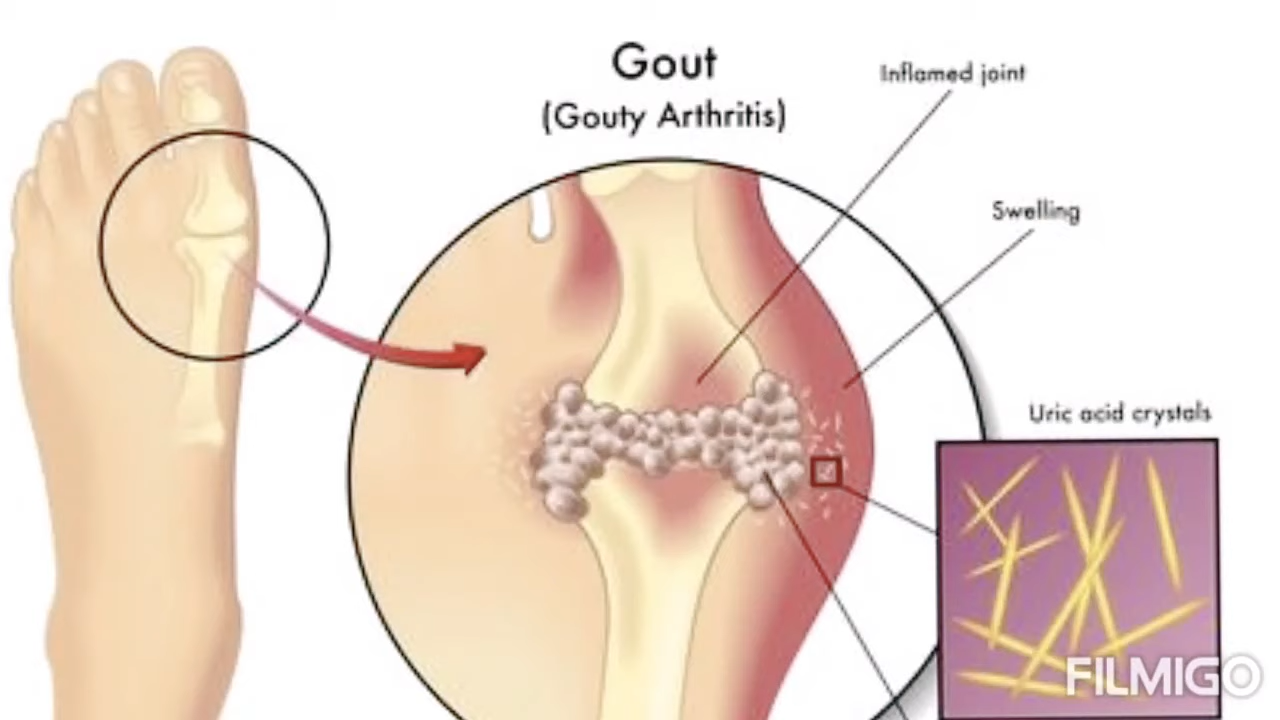 Gout
(Gouty Arthritis)
Inflamed joint
Swelling
Uric acid crystals
FILMIGO